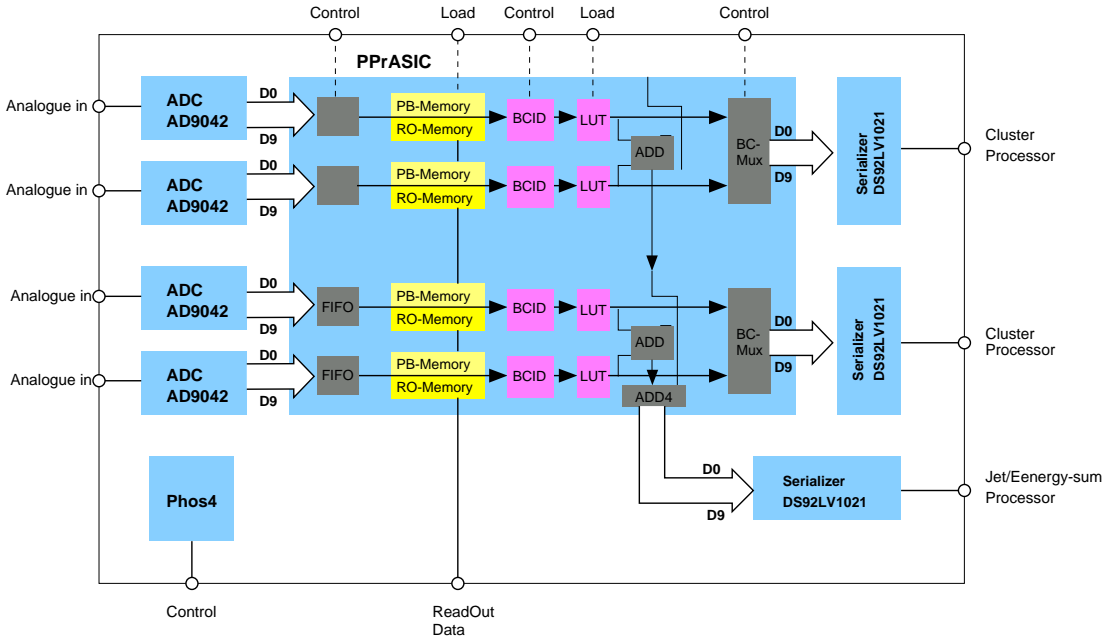 Control Load Control Load Control
PPrASIC
Analogue in
ADC
AD9042
D0
D9
PB-Memory
RO-Memory
BCID
LUT
ADD
BC-
Mux
D0
D9
Serializer
DS92LV1021
Cluster
Processor
Analogue in
ADC
AD9042
D0
D9
PB-Memory
RO-Memory
BCID
LUT
Analogue in
ADC
AD9042
D0
D9
FIFO
PB-Memory
RO-Memory
BCID
LUT
ADD
BC-
Mux
D0
D9
Serializer
DS92LV1021
Cluster
Processor
Analogue in
ADC
AD9042
D0
D9
FIFO
PB-Memory
RO-Memory
BCID
LUT
ADD4
D0
D9
Serializer
DS92LV1021
Jet/Eenergy-sum
Processor
Phos4
Control
ReadOut
Data